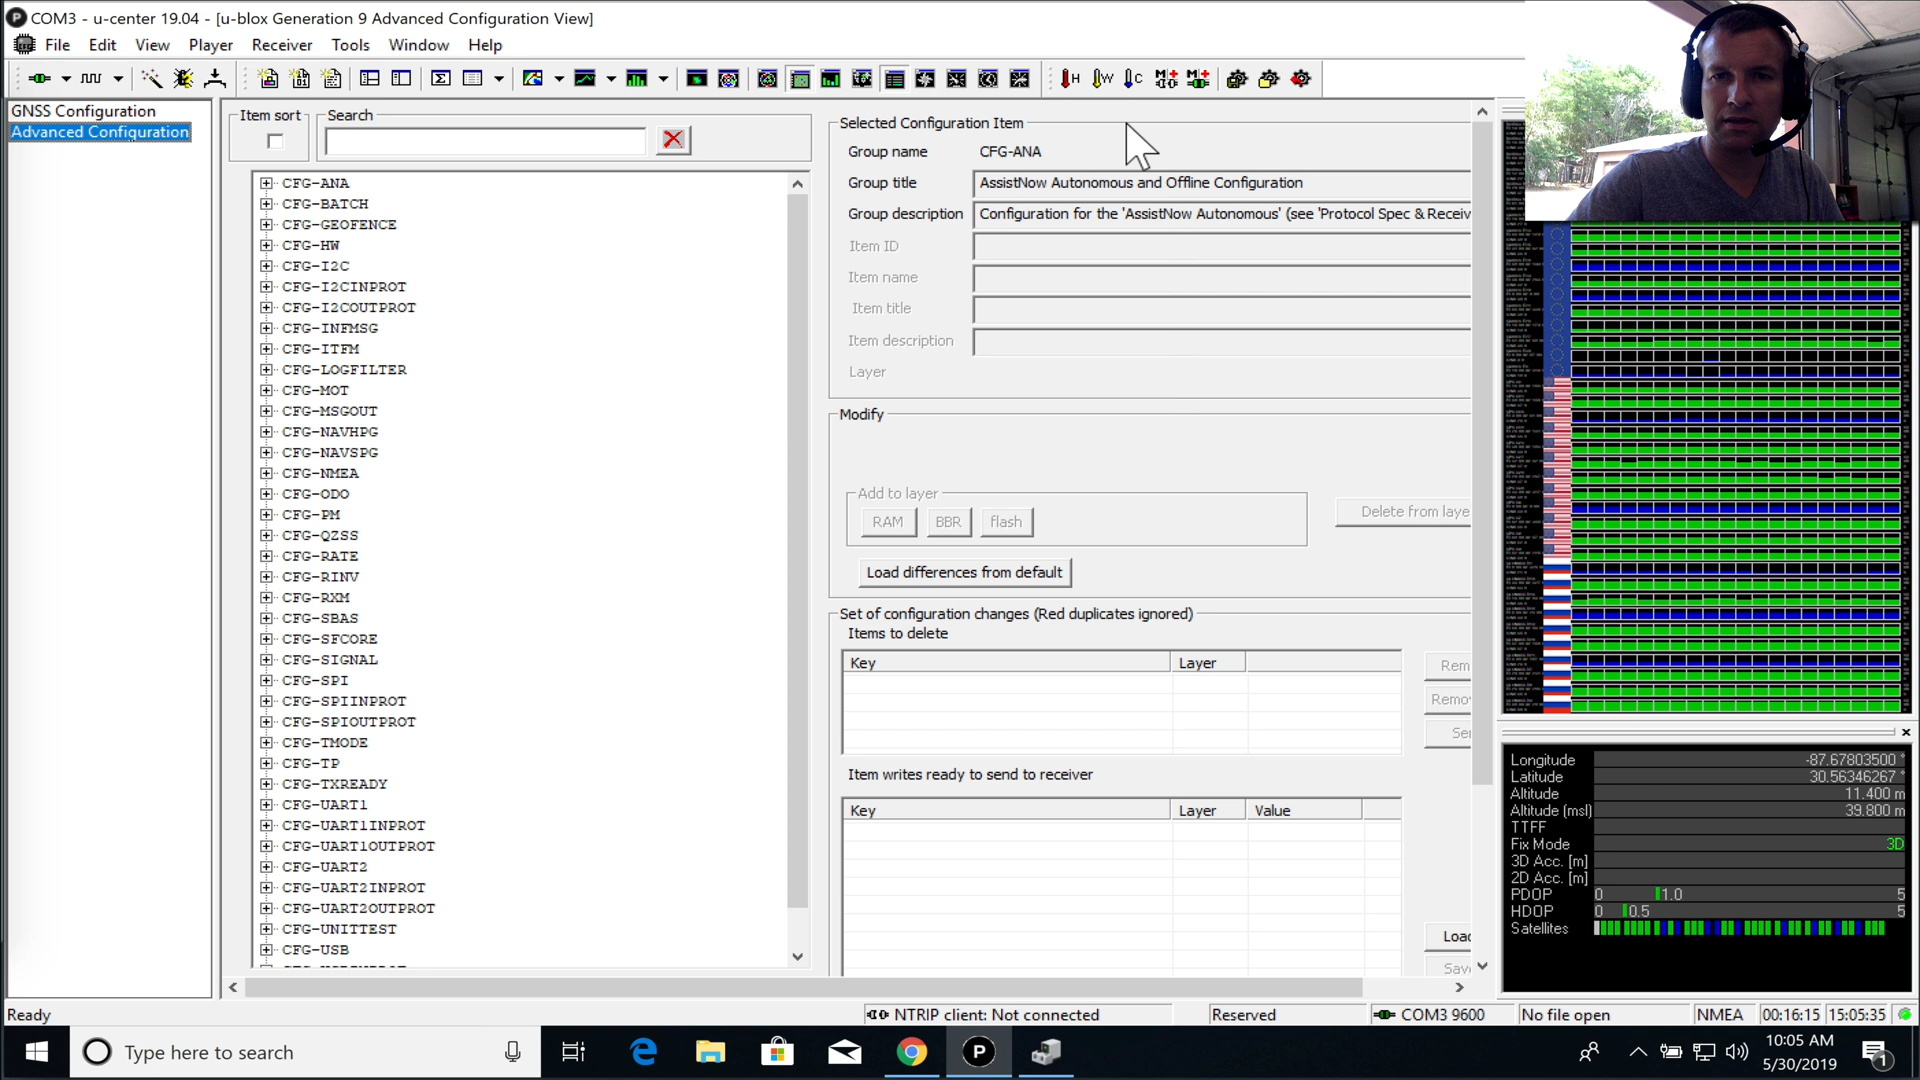 COM3 - u-center 19.04 - [u-blox Generation 9 Advanced Configuration View]
File Edit View Player Receiver Tools Window Help
GNSS Configuration
Advanced Configuration
Item sort
Search
CFG-ANA
CFG-BATCH
CFG-GEOFENCE
CFG-HW
CFG-I2C
CFG-I2CINPROT
CFG-I2COUTPROT
CFG-INFMSG
CFG-ITFM
CFG-LOGFILTER
CFG-MOT
CFG-MSGOUT
CFG-NAVHPG
CFG-NAVSPG
CFG-NMEA
CFG-ODO
CFG-PM
CFG-QZSS
CFG-RATE
CFG-RINV
CFG-RXM
CFG-SBAS
CFG-SFCORE
CFG-SIGNAL
CFG-SPI
CFG-SPIINPROT
CFG-SPIOUTPROT
CFG-TMODE
CFG-TP
CFG-TXREADY
CFG-UART1
CFG-UART1INPROT
CFG-UART1OUTPROT
CFG-UART2
CFG-UART2INPROT
CFG-UART2OUTPROT
CFG-UNITTEST
CFG-USB
Selected Configuration Item
Group name CFG-ANA
Group title AssistNow Autonomous and Offline Configuration
Group description Configuration for the 'AssistNow Autonomous' (see 'Protocol Spec & Receiv
Item ID
Item name
Item title
Item description
Layer
Modify
Add to layer
RAM BBR flash
Delete from laye
Load differences from default
Set of configuration changes (Red duplicates ignored)
Items to delete
Key Layer
Rem
Remo
Ser
Item writes ready to send to receiver
Key Layer Value
Load
Save
Longitude -87.67803500 °
Latitude 30.56346267 °
Altitude 11.400 m
Altitude (msl) 39.800 m
TTFF
Fix Mode 3D
3D Acc. [m]
2D Acc. [m]
PDOP 0 1.0 5
HDOP 0 0.5 5
Satellites
Ready
NTRIP client: Not connected
Reserved
COM3 9600
No file open
NMEA
00:16:15
15:05:35
Type here to search
10:05 AM
5/30/2019
1